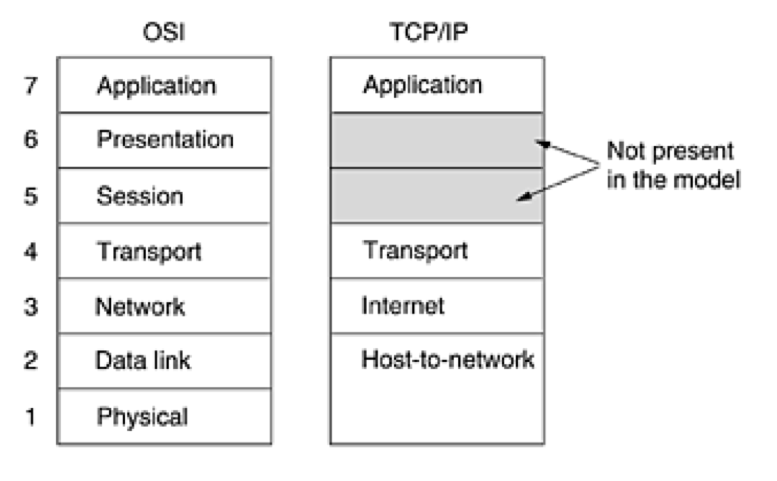 OSI TCP/IP
7 Application Application
6 Presentation
5 Session
Not present
in the model
4 Transport Transport
3 Network Internet
2 Data link Host-to-network
1 Physical